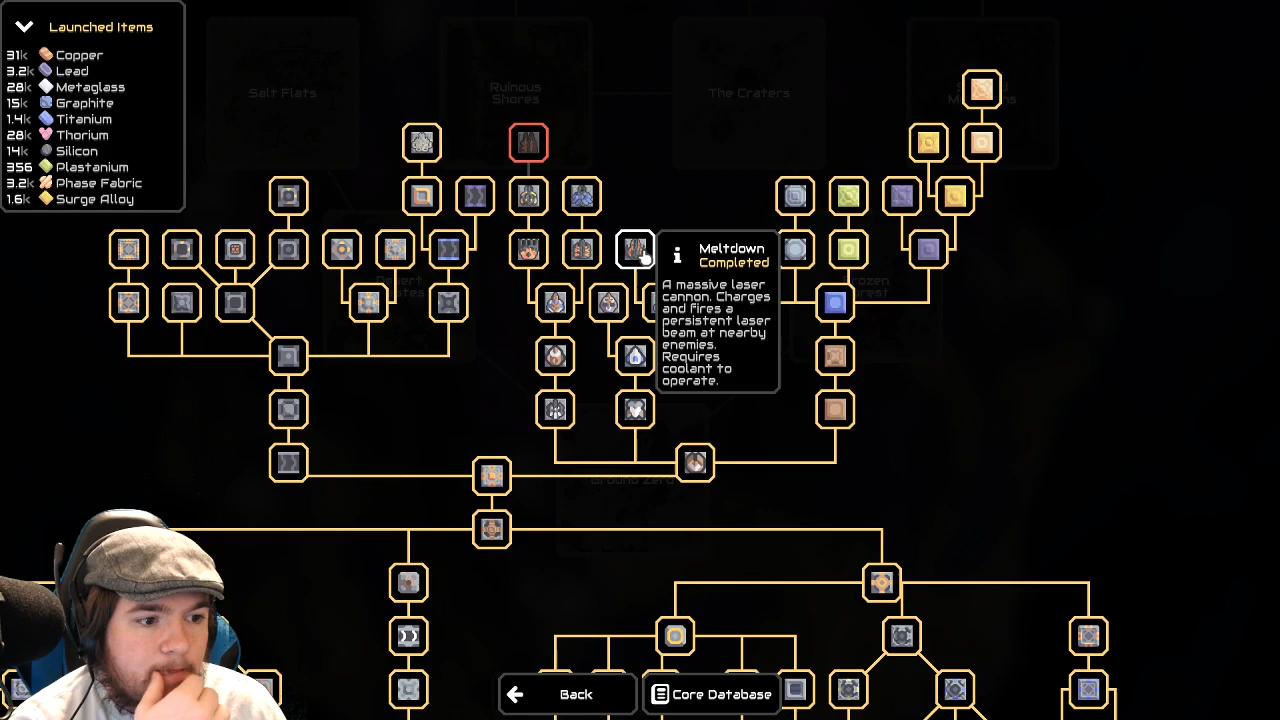 Launched Items
31k Copper
3.2k Lead
28k Metaglass
15k Graphite
1.4k Titanium
28k Thorium
14k Silicon
356 Plastanium
3.2k Phase Fabric
1.6k Surge Alloy
Salt Flats
Ruinous
Shores
The Craters
Meltdown
Completed
A massive laser
cannon. Charges
and fires a
persistent laser
beam at nearby
enemies.
Requires
coolant to
operate.
Ground Zero
Back
Core Database